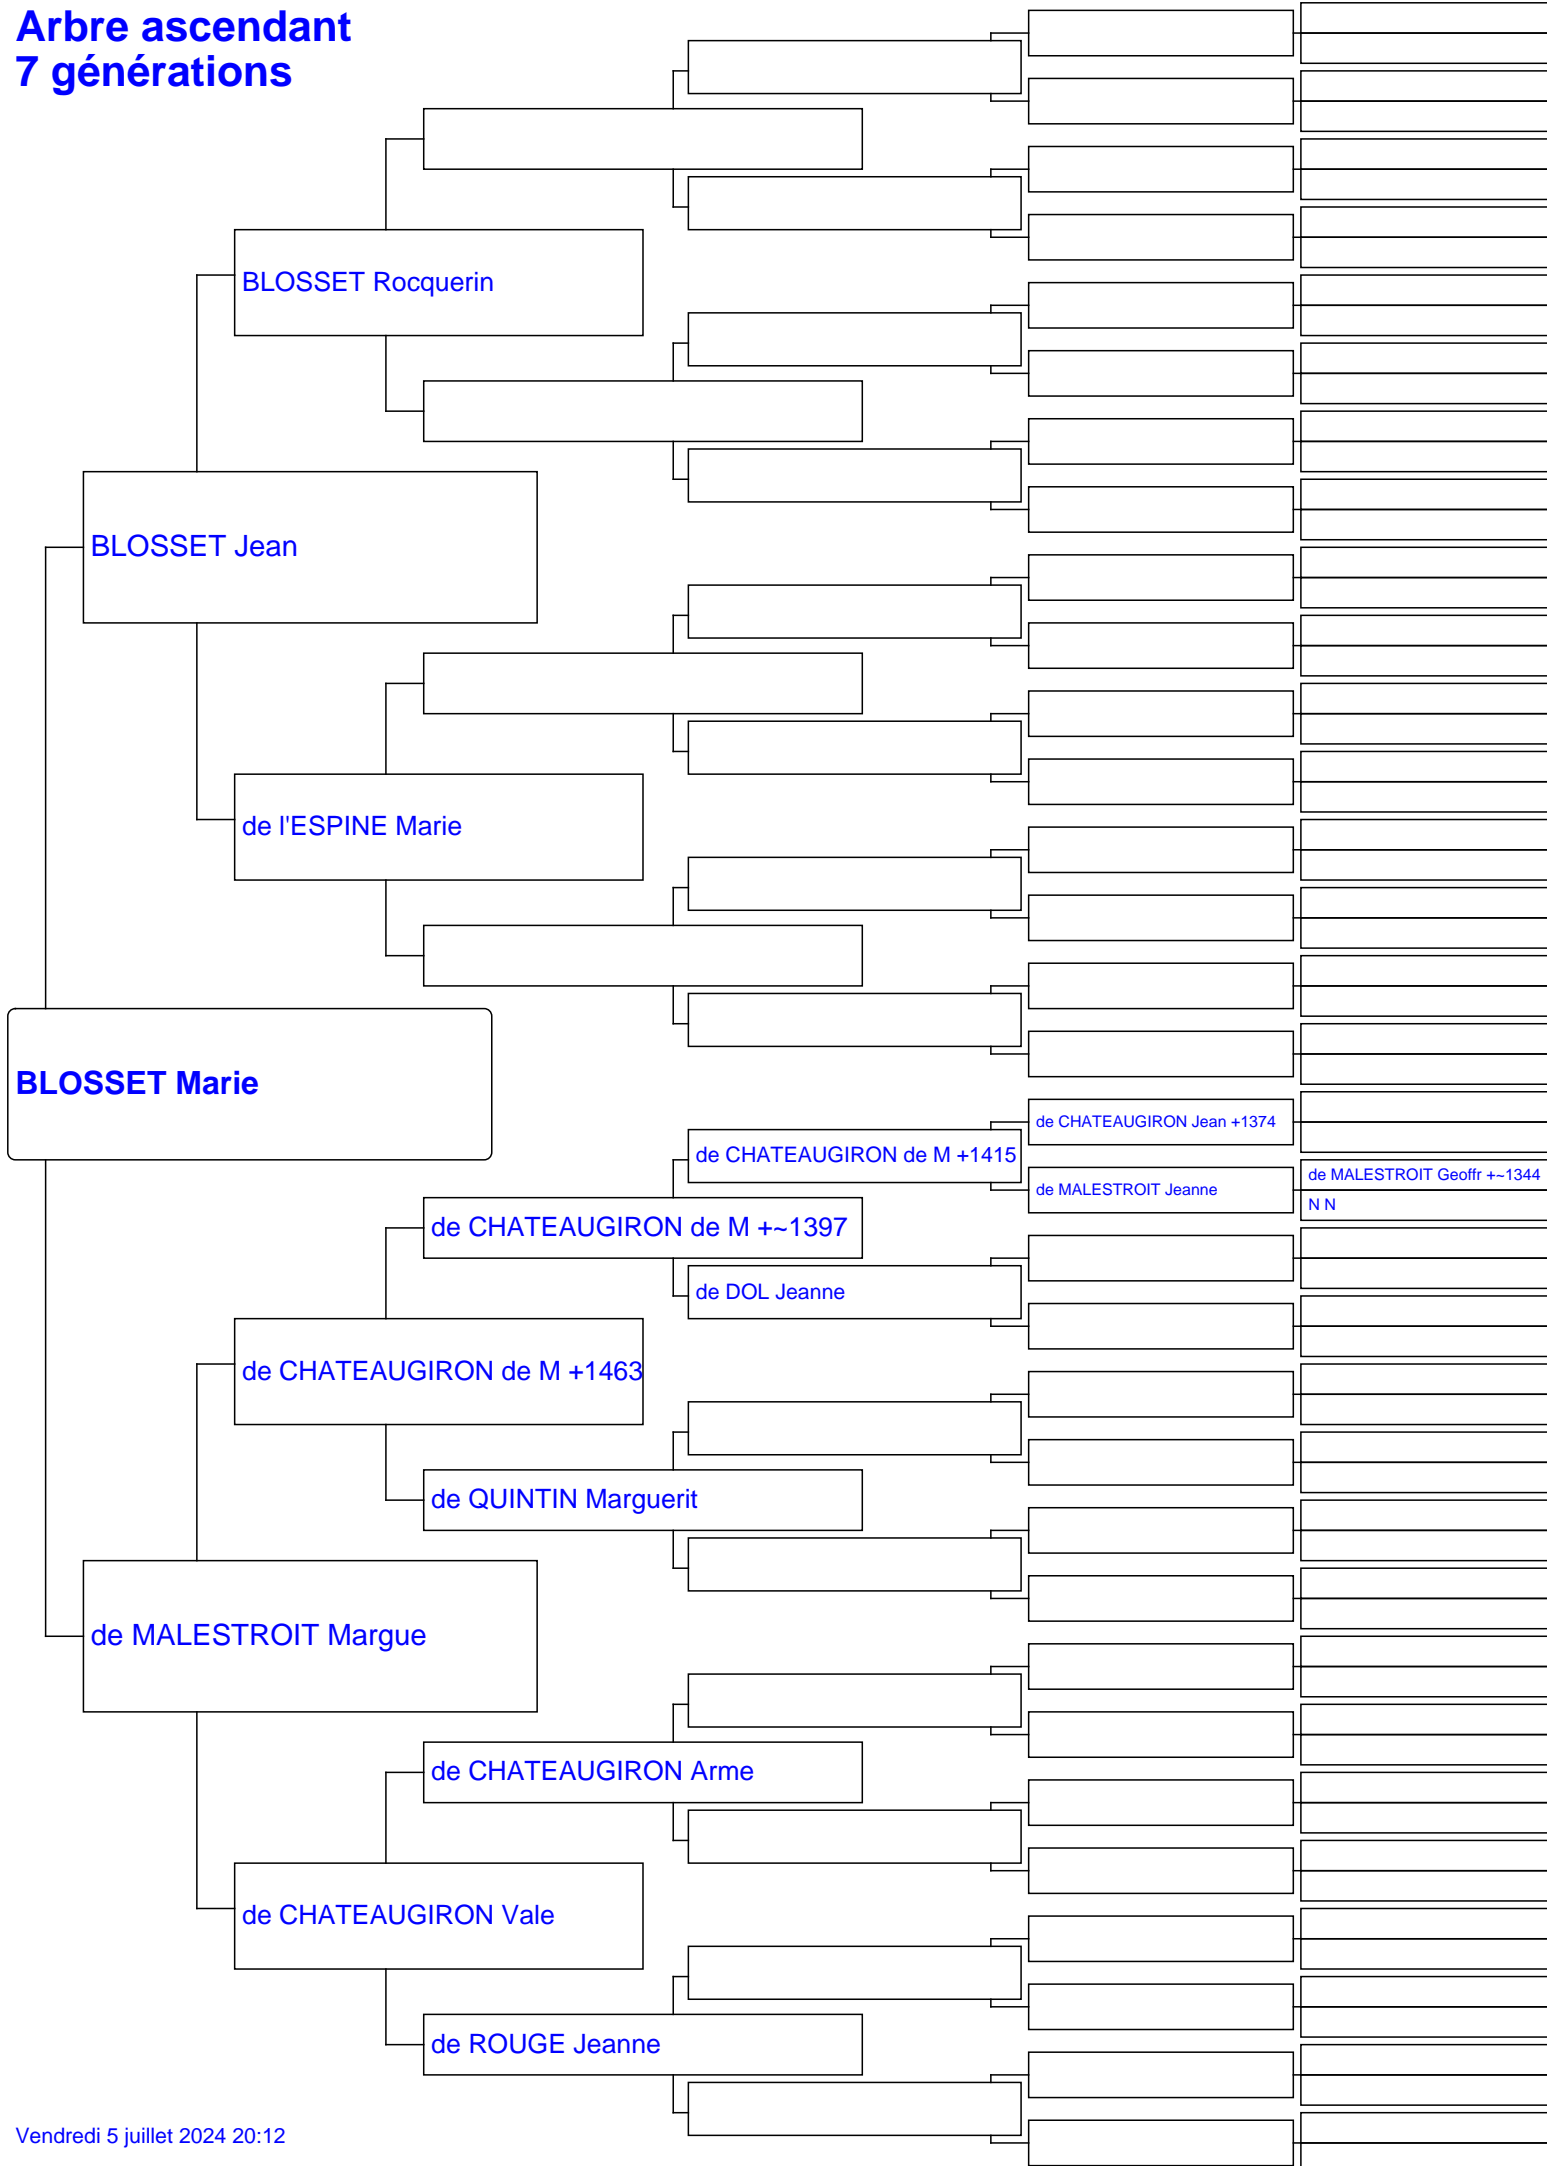 Arbre ascendant
7 générations
BLOSSET Rocquerin
BLOSSET Jean
de l'ESPINE Marie
BLOSSET Marie
de CHATEAUGIRON Jean +1374
de CHATEAUGIRON de M +1415
de MALESTROIT Geoffr +~1344
de MALESTROIT Jeanne
N N
de CHATEAUGIRON de M +~1397
de DOL Jeanne
de CHATEAUGIRON de M +1463
de QUINTIN Marguerit
de MALESTROIT Margue
de CHATEAUGIRON Arme
de CHATEAUGIRON Vale
de ROUGE Jeanne
Vendredi 5 juillet 2024 20:12